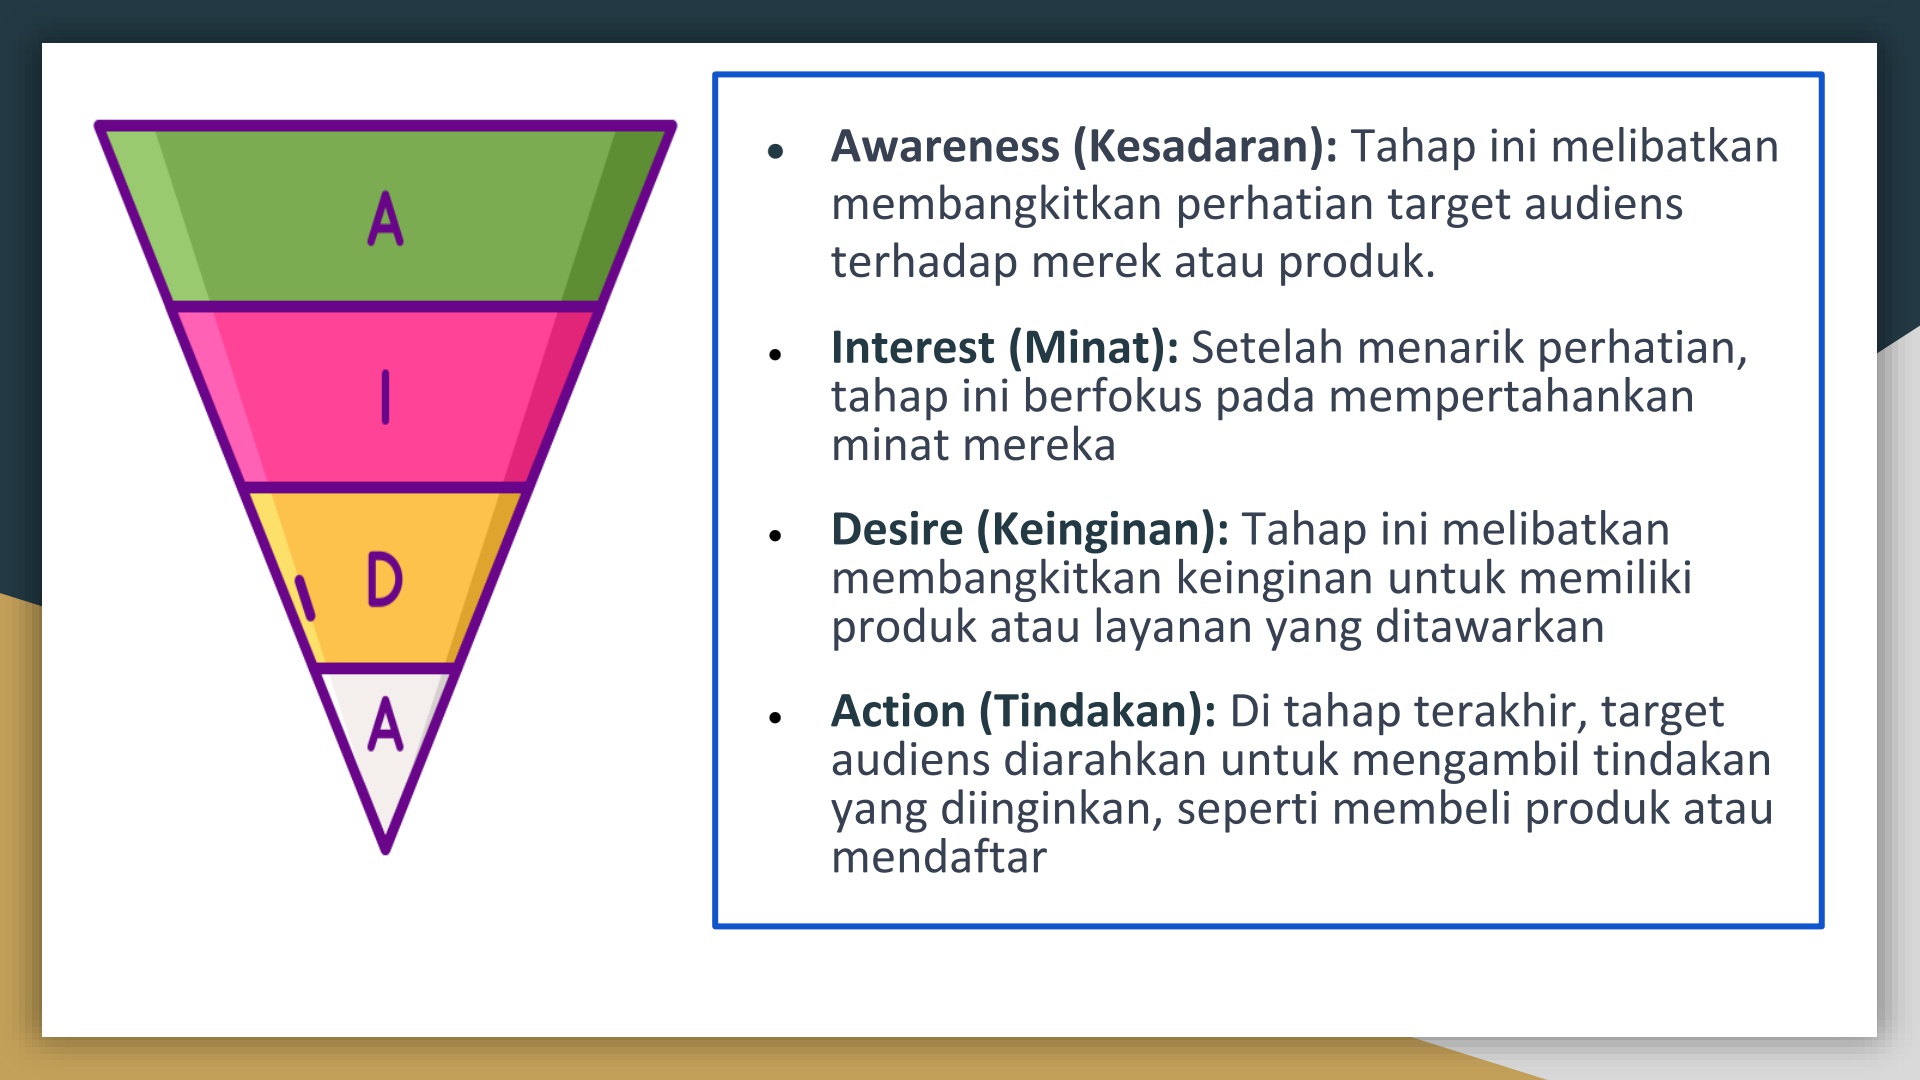 A
I
D
A
• Awareness (Kesadaran): Tahap ini melibatkan
membangkitkan perhatian target audiens
terhadap merek atau produk.
• Interest (Minat): Setelah menarik perhatian,
tahap ini berfokus pada mempertahankan
minat mereka
• Desire (Keinginan): Tahap ini melibatkan
membangkitkan keinginan untuk memiliki
produk atau layanan yang ditawarkan
• Action (Tindakan): Di tahap terakhir, target
audiens diarahkan untuk mengambil tindakan
yang diinginkan, seperti membeli produk atau
mendaftar